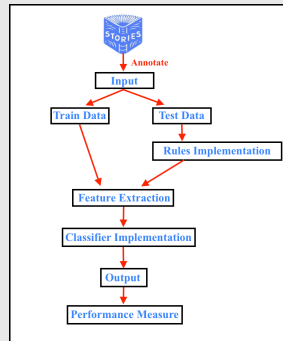 STORIES
Annotate
Input
Train Data
Test Data
Rules Implementation
Feature Extraction
Classifier Implementation
Output
Performance Measure